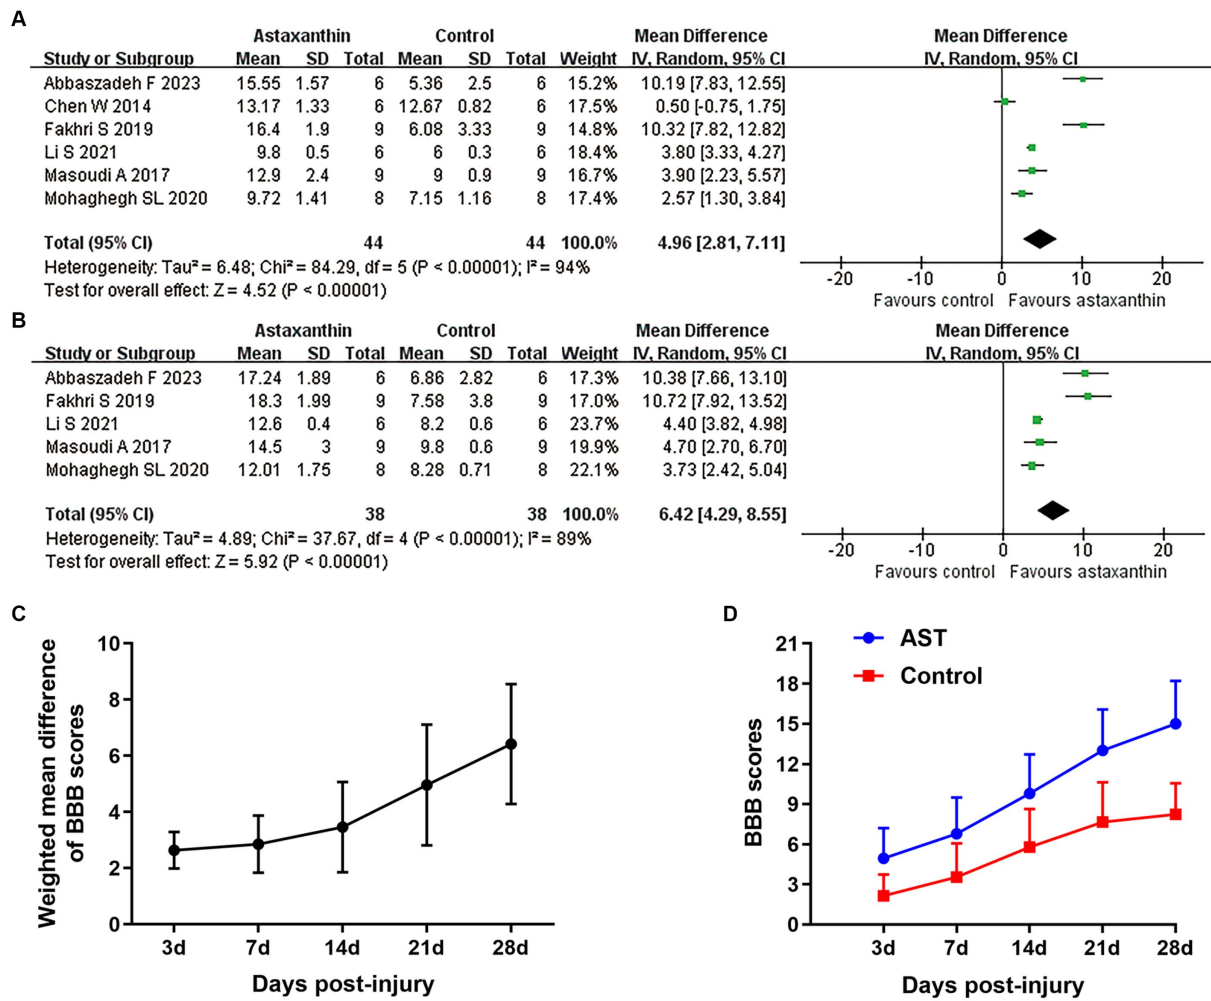 A
Astaxanthin Control Mean Difference Mean Difference
Study or Subgroup Mean SD Total Mean SD Total Weight IV, Random, 95% CI IV, Random, 95% CI
Abbaszadeh F 2023 15.55 1.57 6 5.36 2.5 6 15.2% 10.19 [7.83, 12.55]
Chen W 2014 13.17 1.33 6 12.67 0.82 6 17.5% 0.50 [-0.75, 1.75]
Fakhri S 2019 16.4 1.9 9 6.08 3.33 9 14.8% 10.32 [7.82, 12.82]
Li S 2021 9.8 0.5 6 6 0.3 6 18.4% 3.80 [3.33, 4.27]
Masoudi A 2017 12.9 2.4 9 9 0.9 9 16.7% 3.90 [2.23, 5.57]
Mohaghegh SL 2020 9.72 1.41 8 7.15 1.16 8 17.4% 2.57 [1.30, 3.84]
Total (95% CI) 44 44 100.0% 4.96 [2.81, 7.11]
Heterogeneity: Tau² = 6.48; Chi² = 84.29, df = 5 (P < 0.00001); I² = 94%
Test for overall effect: Z = 4.52 (P < 0.00001)
-20 -10 0 10 20
Favours control Favours astaxanthin
B
Astaxanthin Control Mean Difference Mean Difference
Study or Subgroup Mean SD Total Mean SD Total Weight IV, Random, 95% CI IV, Random, 95% CI
Abbaszadeh F 2023 17.24 1.89 6 6.86 2.82 6 17.3% 10.38 [7.66, 13.10]
Fakhri S 2019 18.3 1.99 9 7.58 3.8 9 17.0% 10.72 [7.92, 13.52]
Li S 2021 12.6 0.4 6 8.2 0.6 6 23.7% 4.40 [3.82, 4.98]
Masoudi A 2017 14.5 3 9 9.8 0.6 9 19.9% 4.70 [2.70, 6.70]
Mohaghegh SL 2020 12.01 1.75 8 8.28 0.71 8 22.1% 3.73 [2.42, 5.04]
Total (95% CI) 38 38 100.0% 6.42 [4.29, 8.55]
Heterogeneity: Tau² = 4.89; Chi² = 37.67, df = 4 (P < 0.00001); I² = 89%
Test for overall effect: Z = 5.92 (P < 0.00001)
-20 -10 0 10 20
Favours control Favours astaxanthin
C
Weighted mean difference
of BBB scores
10
8
6
4
2
0
3d 7d 14d 21d 28d
Days post-injury
D
AST
Control
BBB scores
21
18
15
12
9
6
3
0
3d 7d 14d 21d 28d
Days post-injury